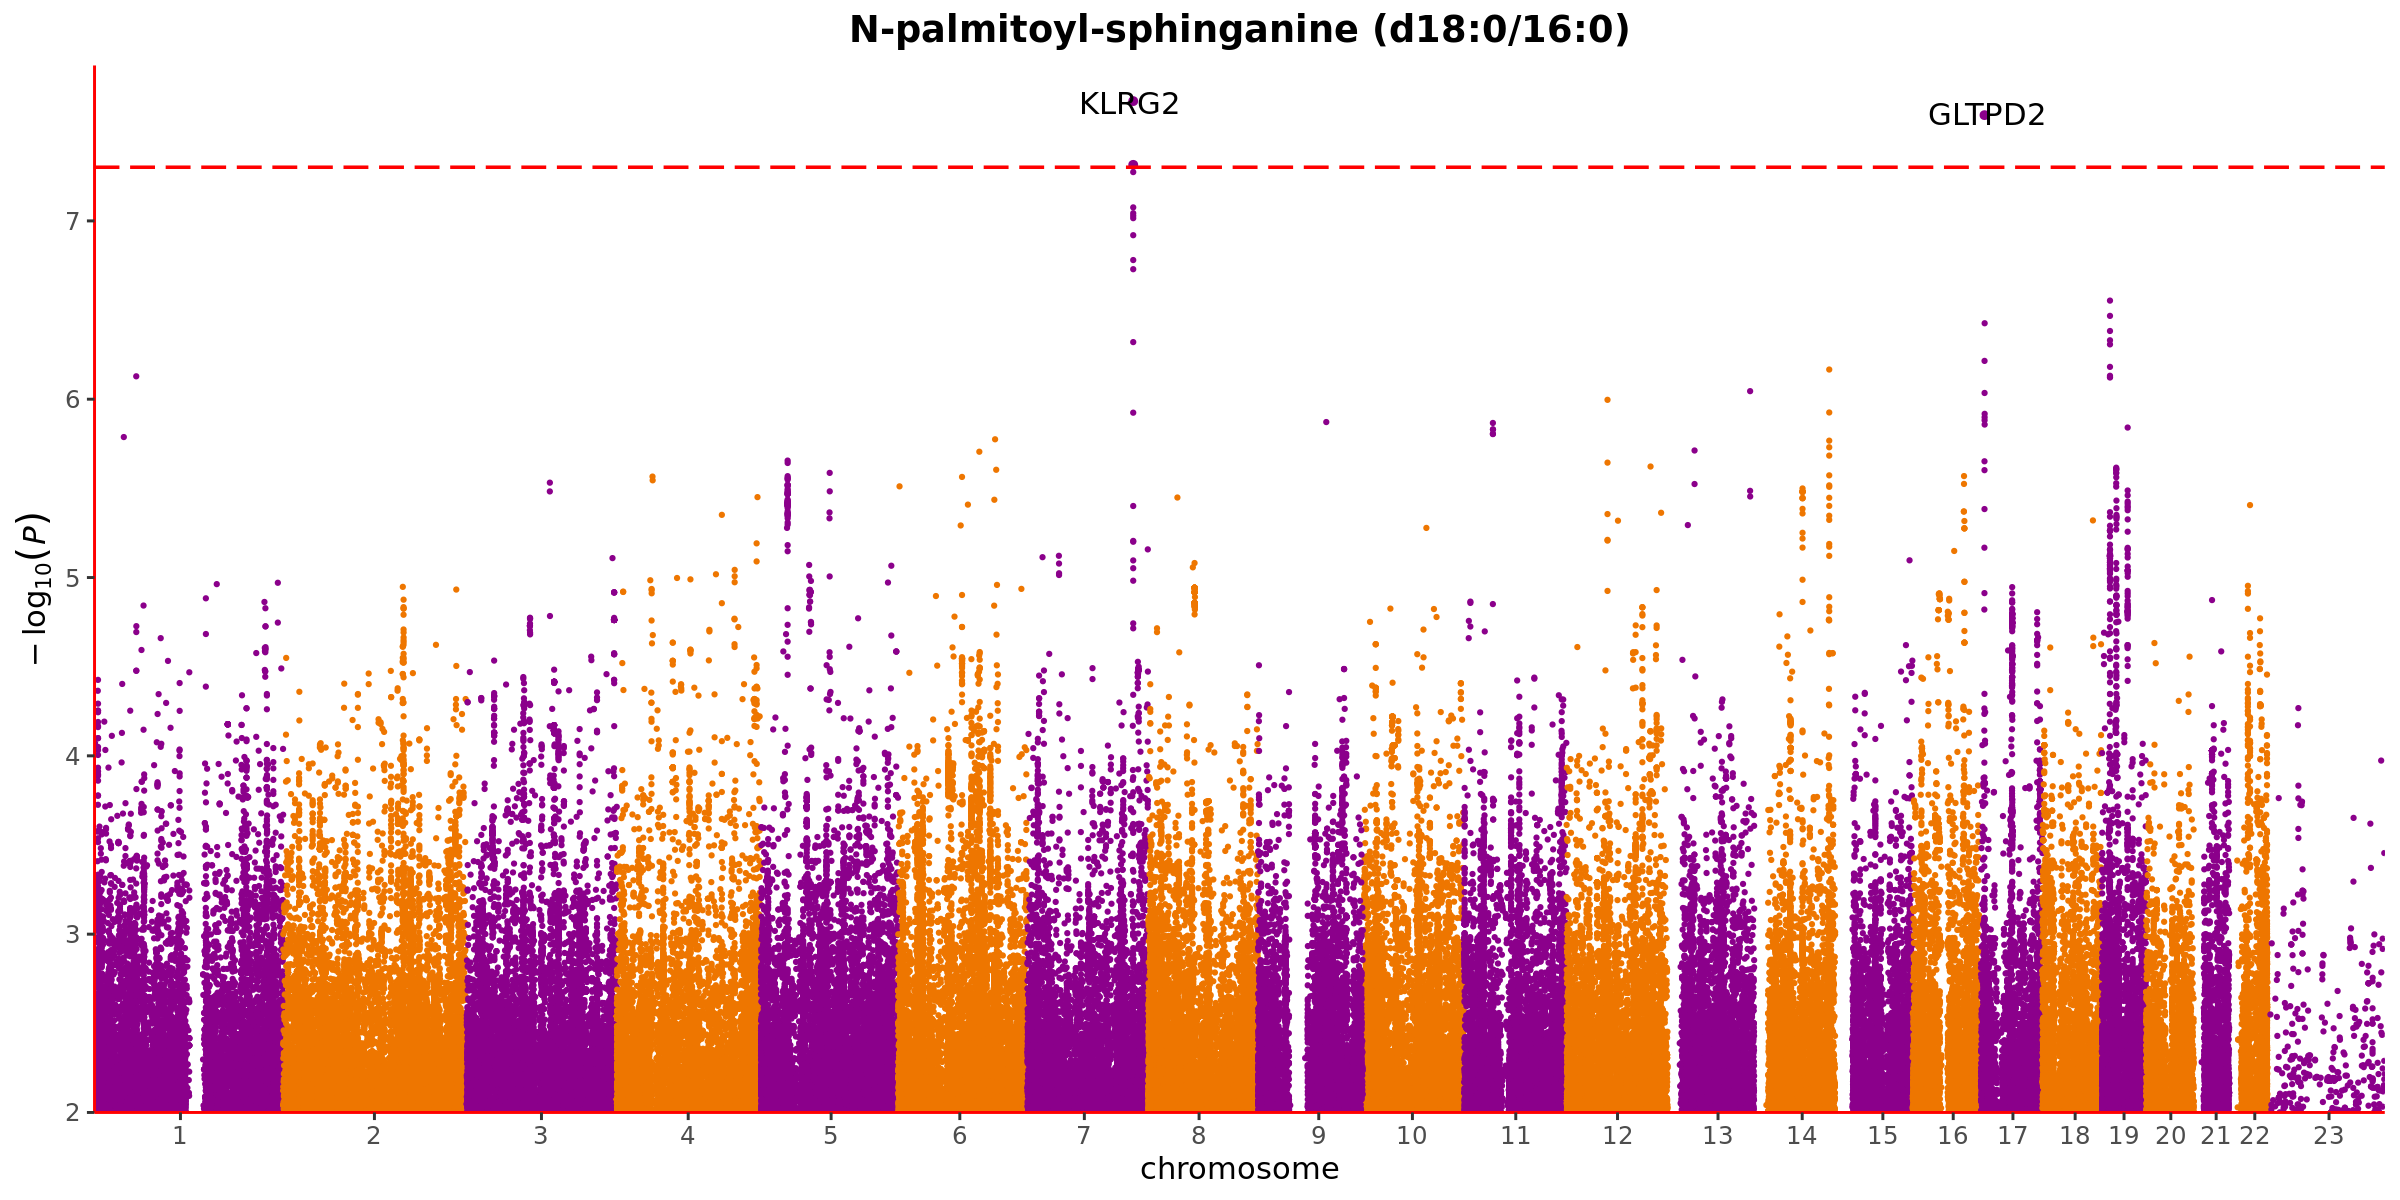 N-palmitoyl-sphinganine (d18:0/16:0)
KLRG2
GLTPD2
− log10(P)
7
6
5
4
3
2
1 2 3 4 5 6 7 8 9 10 11 12 13 14 15 16 17 18 19 20 21 22 23
chromosome